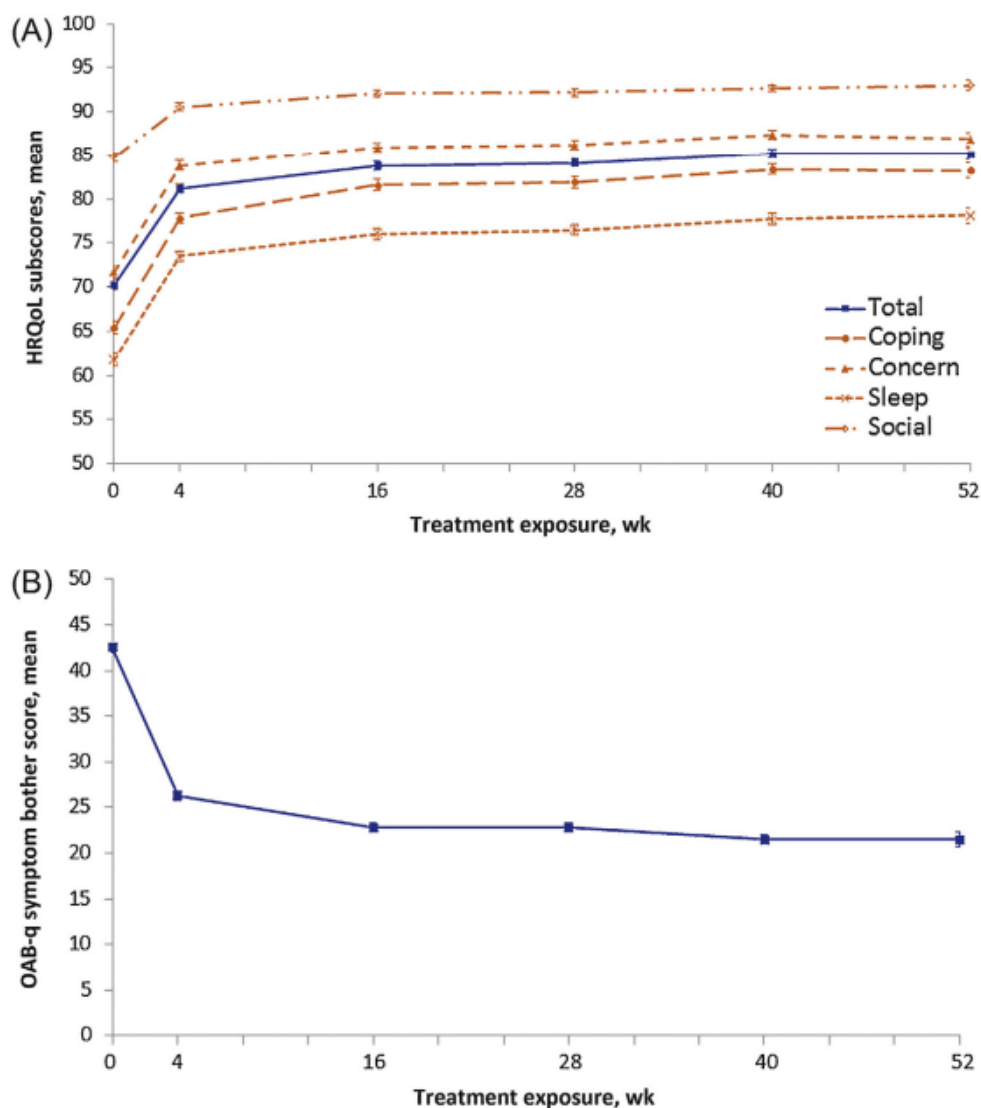 (A)
HRQoL subscores, mean
100
95
90
85
80
75
70
65
60
55
50
Total
Coping
Concern
Sleep
Social
0 4 16 28 40 52
Treatment exposure, wk
(B)
OAB-q symptom bother score, mean
50
45
40
35
30
25
20
15
10
5
0
0 4 16 28 40 52
Treatment exposure, wk